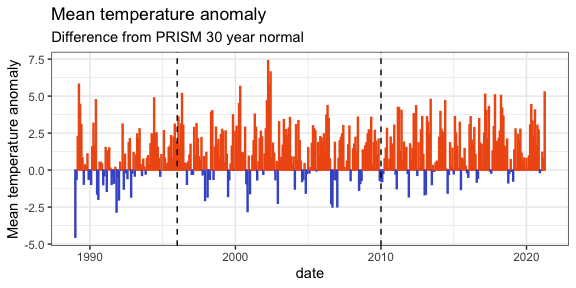 Mean temperature anomaly
Difference from PRISM 30 year normal
Mean temperature anomaly
7.5
5.0
2.5
0.0
-2.5
-5.0
1990
2000
2010
2020
date